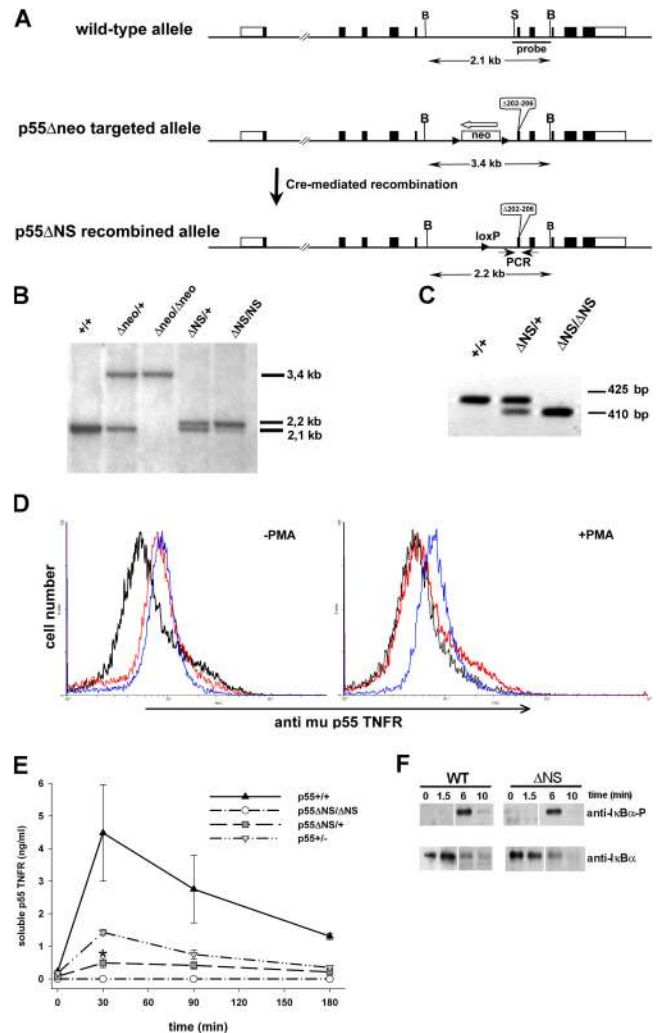 A
wild-type allele
B
S
B
probe
2.1 kb
p55Δneo targeted allele
B
neo
Δ202-206
B
3.4 kb
Cre-mediated recombination
p55ΔNS recombined allele
B
loxP
Δ202-206
B
PCR
2.2 kb
B
+/+
Δneo/+
Δneo/Δneo
ΔNS/+
ΔNS/NS
3,4 kb
2,2 kb
2,1 kb
C
+/+
ΔNS/+
ΔNS/ΔNS
425 bp
410 bp
D
cell number
-PMA
+PMA
anti mu p55 TNFR
E
soluble p55 TNFR (ng/ml)
6
5
4
3
2
1
0
p55+/+
p55ΔNS/ΔNS
p55ΔNS/+
p55+/-
*
0 30 60 90 120 150 180
time (min)
F
WT
ΔNS
0 1.5 6 10 0 1.5 6 10 time (min)
anti-IκBα-P
anti-IκBα